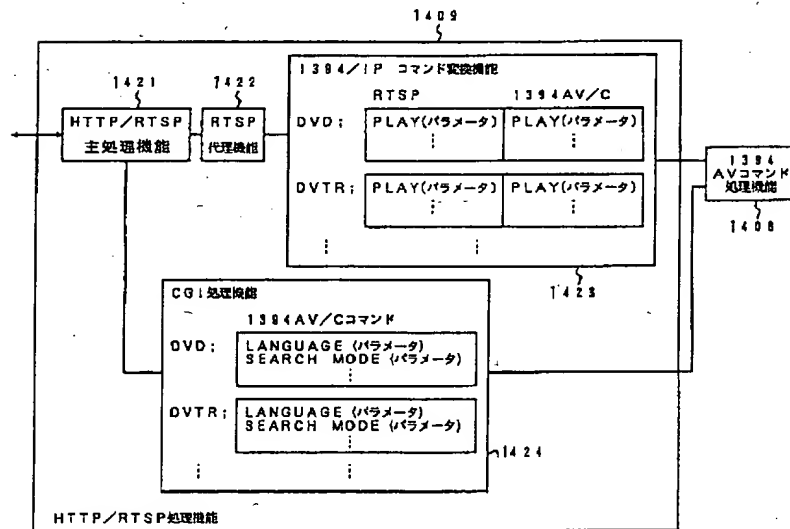 1409
1421
HTTP/RTSP
主処理機能
1422
RTSP
代理機能
1394/IP コマンド変換機能
RTSP 1394AV/C
DVD; PLAY(パラメータ) PLAY(パラメータ)
DVTR; PLAY(パラメータ) PLAY(パラメータ)
1423
1394
AVコマンド
処理機能
1408
CGI処理機能
1394AV/Cコマンド
DVD; LANGUAGE (パラメータ)
SEARCH MODE (パラメータ)
DVTR; LANGUAGE (パラメータ)
SEARCH MODE (パラメータ)
1424
HTTP/RTSP処理機能